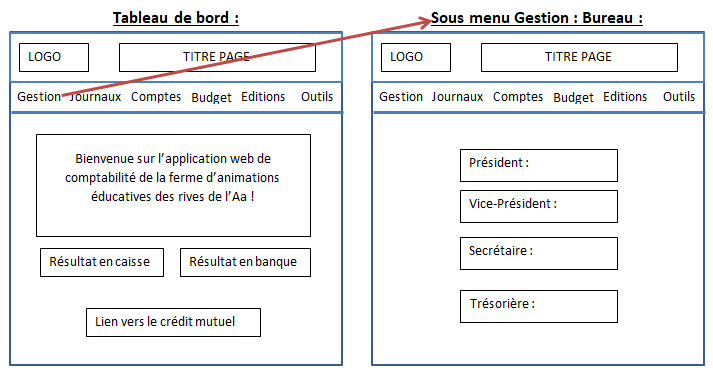 Tableau de bord :
LOGO
TITRE PAGE
Gestion Journaux Comptes Budget Editions Outils
Bienvenue sur l'application web de
comptabilité de la ferme d'animations
éducatives des rives de l'Aa !
Résultat en caisse
Résultat en banque
Lien vers le crédit mutuel
Sous menu Gestion : Bureau :
LOGO
TITRE PAGE
Gestion Journaux Comptes Budget Editions Outils
Président :
Vice-Président :
Secrétaire :
Trésorière :